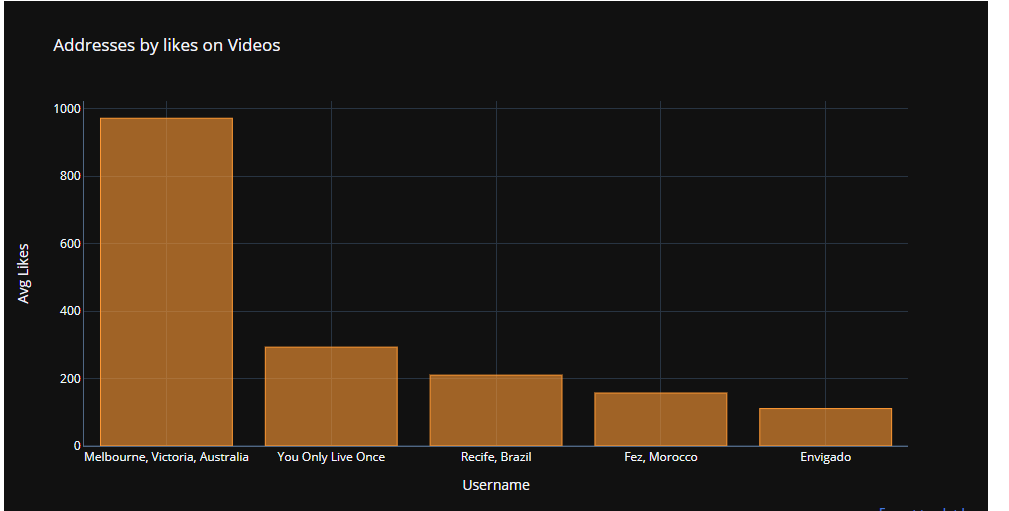 Addresses by likes on Videos
1000
800
600
400
200
0
Avg Likes
Melbourne, Victoria, Australia
You Only Live Once
Recife, Brazil
Fez, Morocco
Envigado
Username